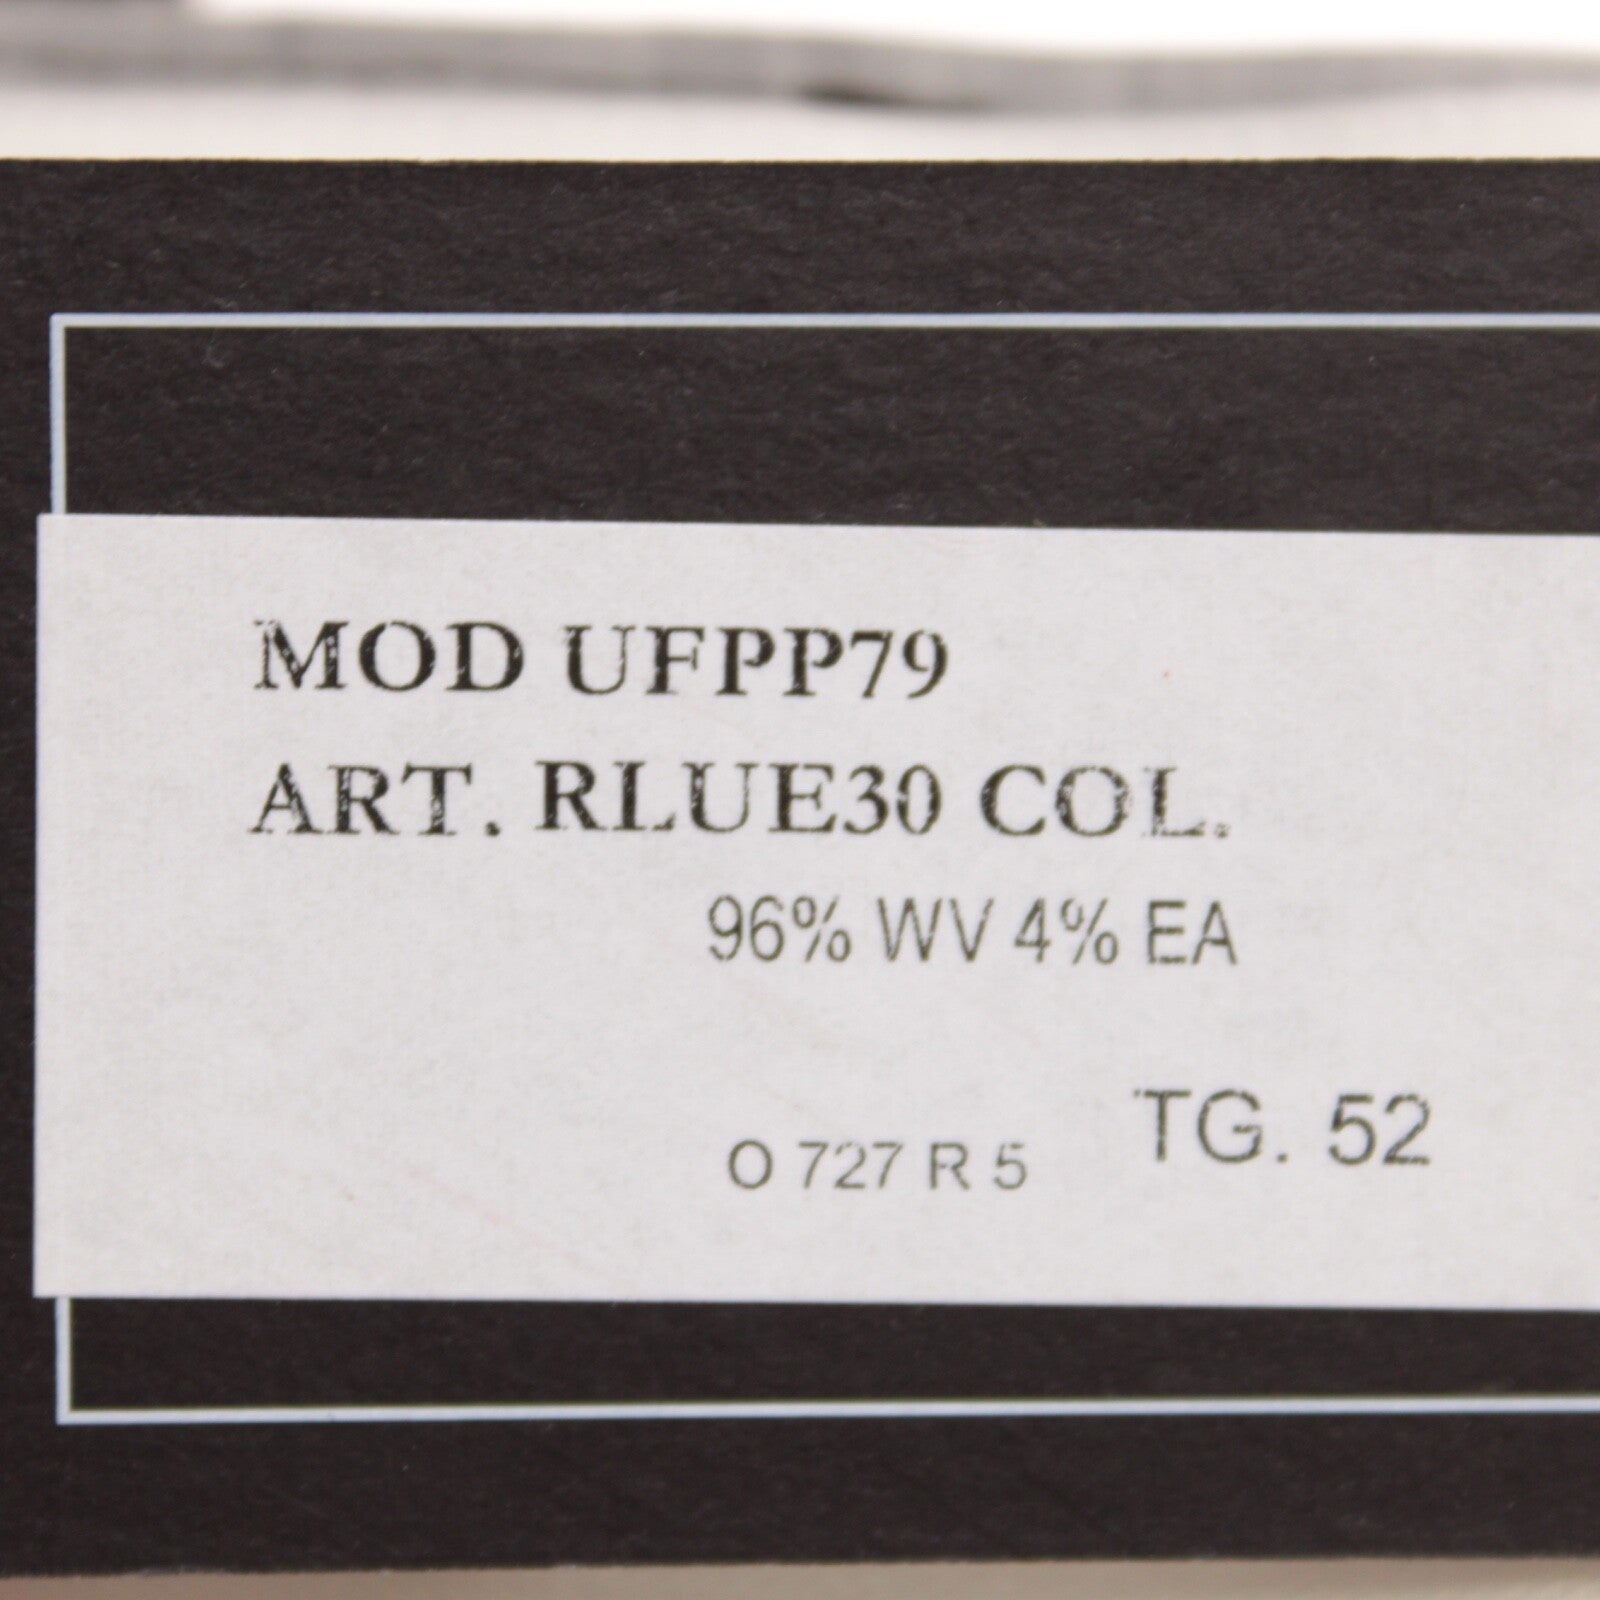 MOD UFPP79
ART. RLUE30 COL.
96% WV 4% EA
O 727 R 5 TG. 52